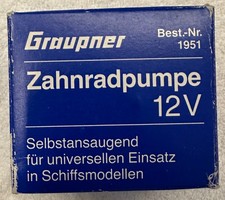 Graupner
Best.-Nr.
1951
Zahnradpumpe
12V
Selbstansaugend
für universellen Einsatz
in Schiffsmodellen